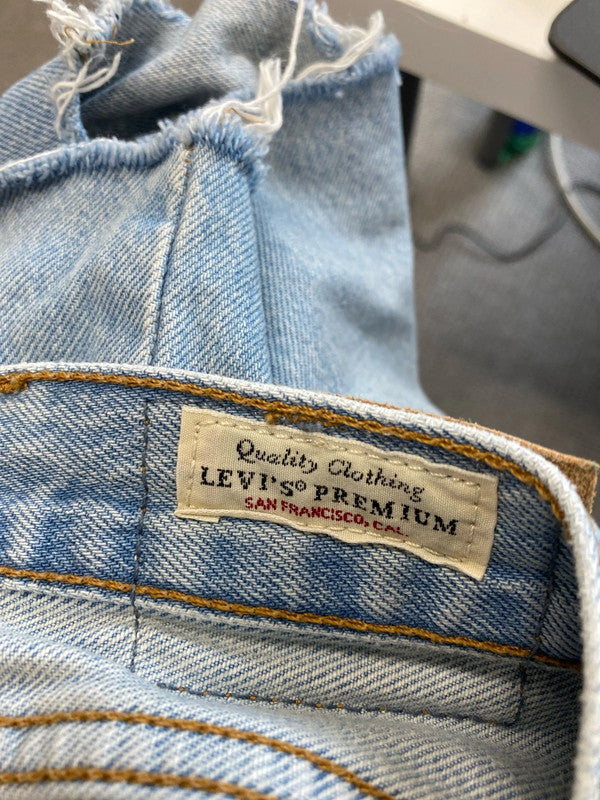 Quality Clothing
LEVI'S® PREMIUM
SAN FRANCISCO, CAL.